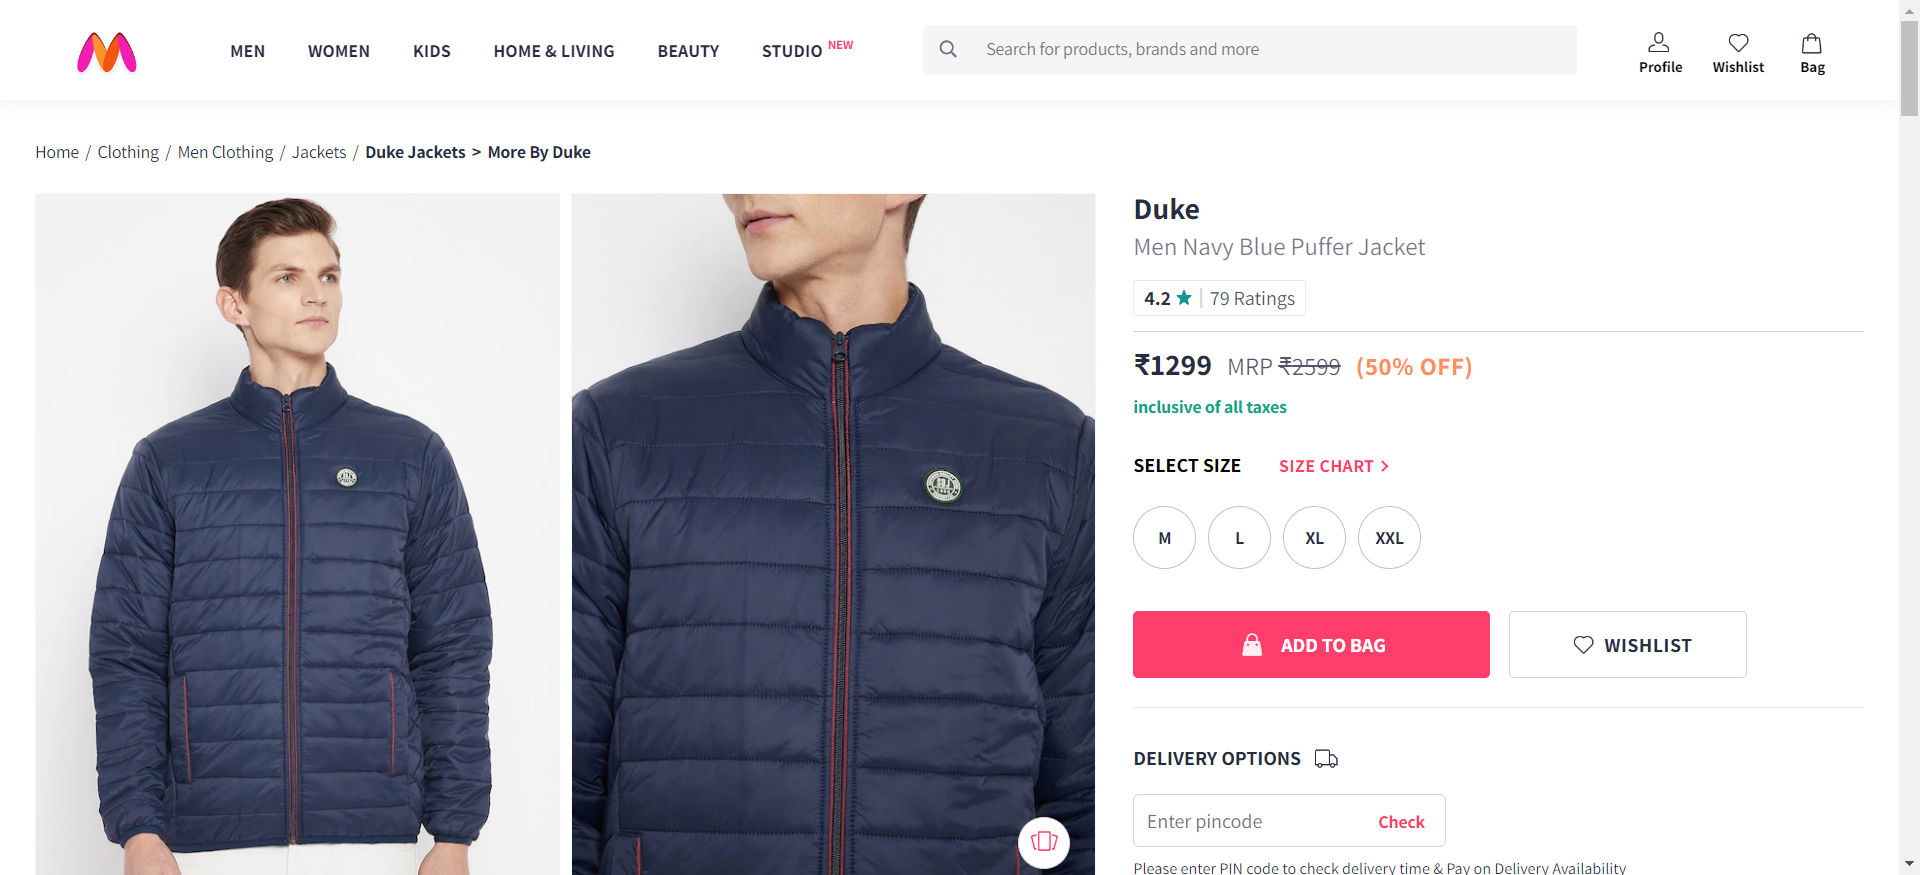 MEN WOMEN KIDS HOME & LIVING BEAUTY STUDIO NEW
Search for products, brands and more
Profile Wishlist Bag
Home / Clothing / Men Clothing / Jackets / Duke Jackets > More By Duke
Duke
Men Navy Blue Puffer Jacket
4.2 79 Ratings
₹1299 MRP ₹2599 (50% OFF)
inclusive of all taxes
SELECT SIZE SIZE CHART
M L XL XXL
ADD TO BAG WISHLIST
DELIVERY OPTIONS
Enter pincode Check
Please enter PIN code to check delivery time & Pay on Delivery Availability